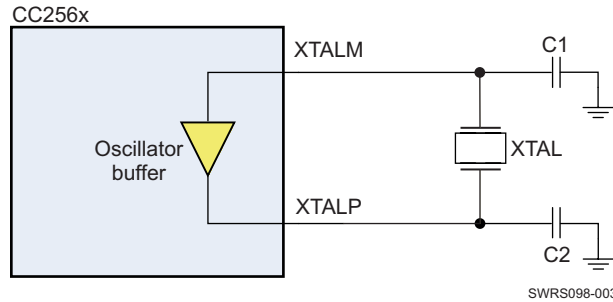 CC256x
XTALM
C1
Oscillator
buffer
XTAL
XTALP
C2
SWRS098-003